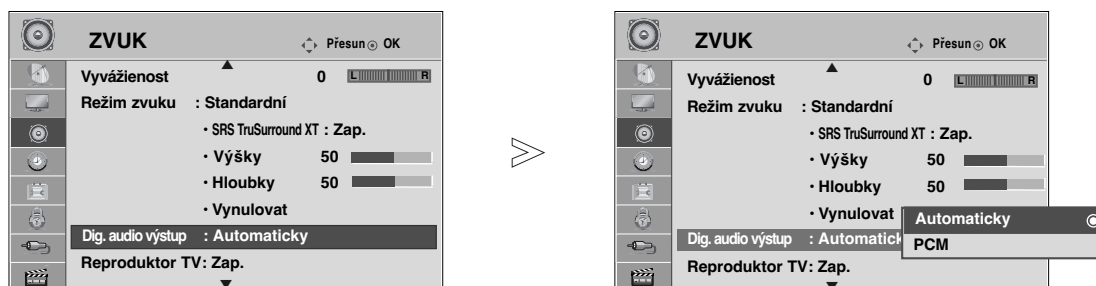 ZVUK Přesun OK
Vyvážienost 0 L R
Režim zvuku : Standardní
• SRS TruSurround XT : Zap.
• Výšky 50
• Hloubky 50
• Vynulovat
Dig. audio výstup : Automaticky
Reproduktor TV: Zap.
ZVUK Přesun OK
Vyvážienost 0 L R
Režim zvuku : Standardní
• SRS TruSurround XT : Zap.
• Výšky 50
• Hloubky 50
• Vynulovat
Dig. audio výstup : Automatick
Automaticky
PCM
Reproduktor TV: Zap.